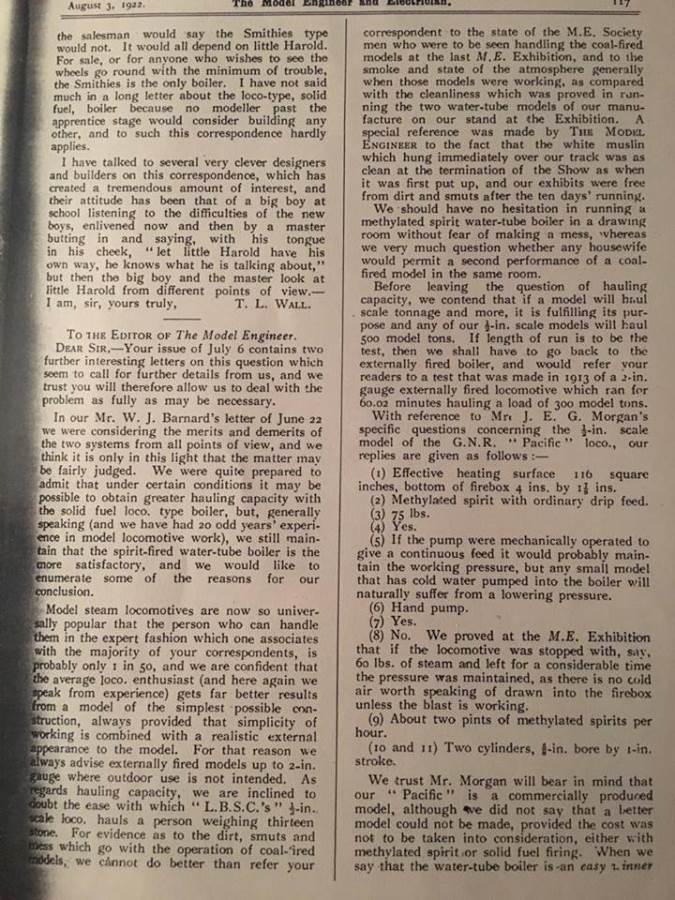 August 3, 1922.
The Model Engineer and Electrician.
117
the salesman would say the Smithies type
would not. It would all depend on little Harold.
For sale, or for anyone who wishes to see the
wheels go round with the minimum of trouble,
the Smithies is the only boiler. I have not said
much in a long letter about the loco-type, solid
fuel, boiler because no modeller past the
apprentice stage would consider building any
other, and to such this correspondence hardly
applies.
I have talked to several very clever designers
and builders on this correspondence, which has
created a tremendous amount of interest, and
their attitude has been that of a big boy at
school listening to the difficulties of the new
boys, enlivened now and then by a master
butting in and saying, with his tongue
in his cheek, "let little Harold have his
own way, he knows what he is talking about,"
but then the big boy and the master look at
little Harold from different points of view.—
I am, sir, yours truly, T. L. WALL.
TO THE EDITOR OF The Model Engineer.
DEAR SIR,—Your issue of July 6 contains two
further interesting letters on this question which
seem to call for further details from us, and we
trust you will therefore allow us to deal with the
problem as fully as may be necessary.
In our Mr. W. J. Barnard's letter of June 22
we were considering the merits and demerits of
the two systems from all points of view, and we
think it is only in this light that the matter may
be fairly judged. We were quite prepared to
admit that under certain conditions it may be
possible to obtain greater hauling capacity with
the solid fuel loco. type boiler, but, generally
speaking (and we have had 20 odd years' experi-
ence in model locomotive work), we still main-
tain that the spirit-fired water-tube boiler is the
more satisfactory, and we would like to
enumerate some of the reasons for our
conclusion.
Model steam locomotives are now so univer-
sally popular that the person who can handle
them in the expert fashion which one associates
with the majority of your correspondents, is
probably only 1 in 50, and we are confident that
the average loco. enthusiast (and here again we
speak from experience) gets far better results
from a model of the simplest possible con-
struction, always provided that simplicity of
working is combined with a realistic external
appearance to the model. For that reason we
always advise externally fired models up to 2-in.
gauge where outdoor use is not intended. As
regards hauling capacity, we are inclined to
doubt the ease with which "L.B.S.C.'s" ½-in.
scale loco. hauls a person weighing thirteen
stone. For evidence as to the dirt, smuts and
mess which go with the operation of coal-fired
models, we cannot do better than refer your
correspondent to the state of the M.E. Society
men who were to be seen handling the coal-fired
models at the last M.E. Exhibition, and to the
smoke and state of the atmosphere generally
when those models were working, as compared
with the cleanliness which was proved in run-
ning the two water-tube models of our manu-
facture on our stand at the Exhibition. A
special reference was made by THE MODEL
ENGINEER to the fact that the white muslin
which hung immediately over our track was as
clean at the termination of the Show as when
it was first put up, and our exhibits were free
from dirt and smuts after the ten days' running.
We should have no hesitation in running a
methylated spirit water-tube boiler in a drawing
room without fear of making a mess, whereas
we very much question whether any housewife
would permit a second performance of a coal-
fired model in the same room.
Before leaving the question of hauling
capacity, we contend that if a model will haul
scale tonnage and more, it is fulfilling its pur-
pose and any of our ½-in. scale models will haul
500 model tons. If length of run is to be the
test, then we shall have to go back to the
externally fired boiler, and would refer your
readers to a test that was made in 1913 of a 2-in.
gauge externally fired locomotive which ran for
60.02 minutes hauling a load of 300 model tons.
With reference to Mr. J. E. G. Morgan's
specific questions concerning the ½-in. scale
model of the G.N.R. "Pacific" loco., our
replies are given as follows :—
(1) Effective heating surface 116 square
inches, bottom of firebox 4 ins. by ins.
(2) Methylated spirit with ordinary drip feed.
(3) 75 lbs.
(4) Yes.
(5) If the pump were mechanically operated to
give a continuous feed it would probably main-
tain the working pressure, but any small model
that has cold water pumped into the boiler will
naturally suffer from a lowering pressure.
(6) Hand pump.
(7) Yes.
(8) No. We proved at the M.E. Exhibition
that if the locomotive was stopped with, say,
60 lbs. of steam and left for a considerable time
the pressure was maintained, as there is no cold
air worth speaking of drawn into the firebox
unless the blast is working.
(9) About two pints of methylated spirits per
hour.
(10 and 11) Two cylinders, bore by 1-in.
stroke.
We trust Mr. Morgan will bear in mind that
our "Pacific" is a commercially produced
model, although we did not say that a better
model could not be made, provided the cost was
not to be taken into consideration, either with
methylated spirit or solid fuel firing. When we
say that the water-tube boiler is an easy winner